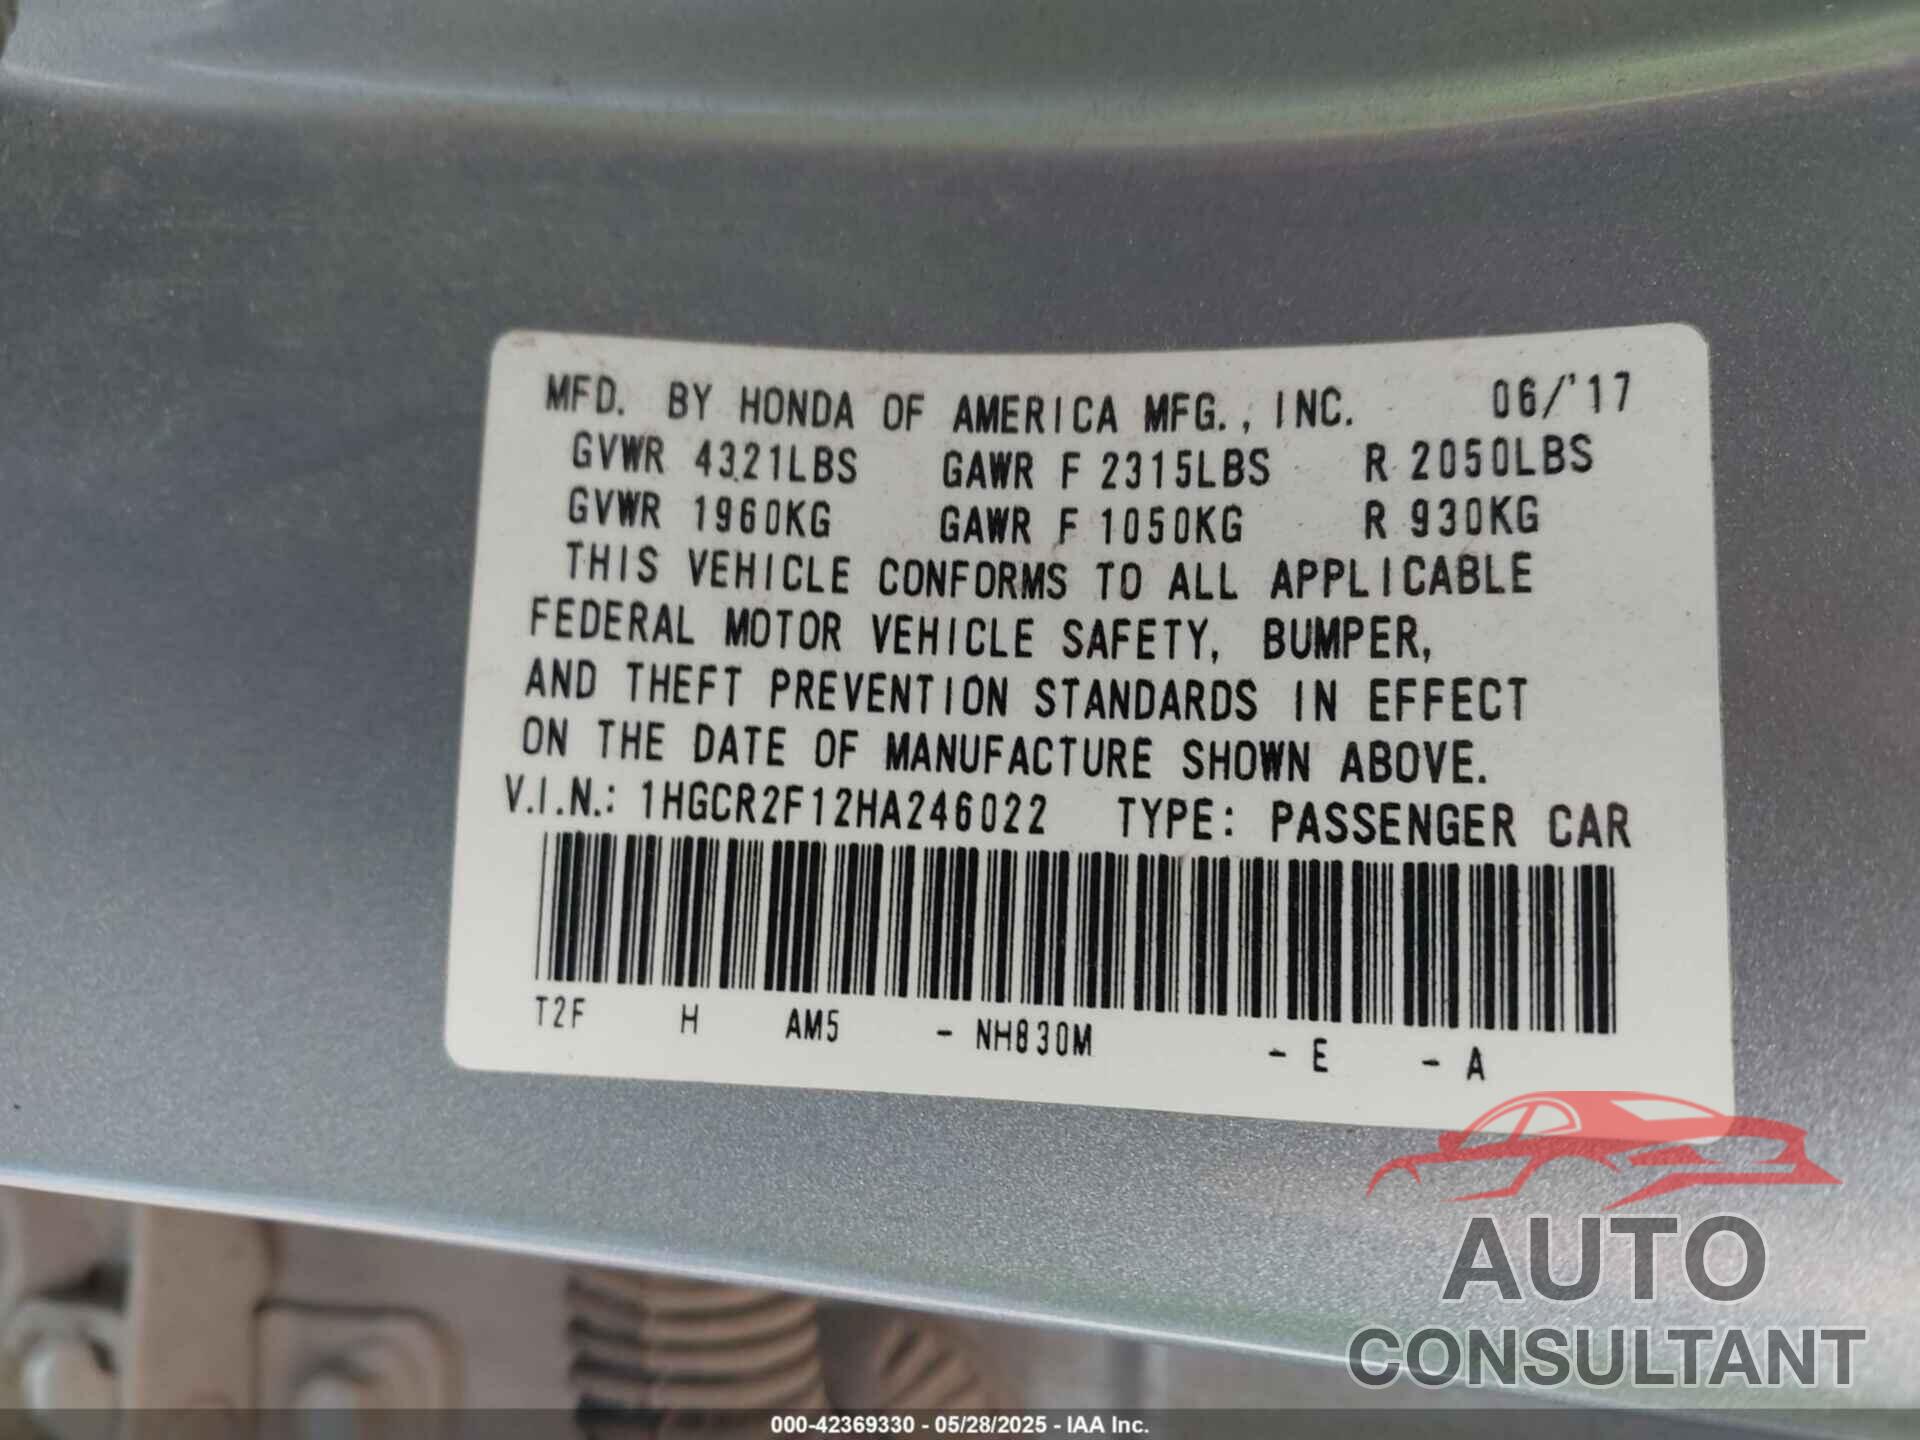 MFD. BY HONDA OF AMERICA MFG., INC. 06/'17
GVWR 4321LBS GAWR F 2315LBS R 2050LBS
GVWR 1960KG GAWR F 1050KG R 930KG
THIS VEHICLE CONFORMS TO ALL APPLICABLE
FEDERAL MOTOR VEHICLE SAFETY, BUMPER,
AND THEFT PREVENTION STANDARDS IN EFFECT
ON THE DATE OF MANUFACTURE SHOWN ABOVE.
V.I.N.: 1HGCR2F12HA246022 TYPE: PASSENGER CAR
T2F H AM5 - NH830M - E - A
AUTO
CONSULTANT
000-42369330 - 05/28/2025 - IAA Inc.